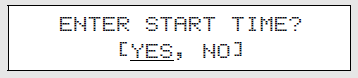 ENTER START TIME?
[YES, NO]